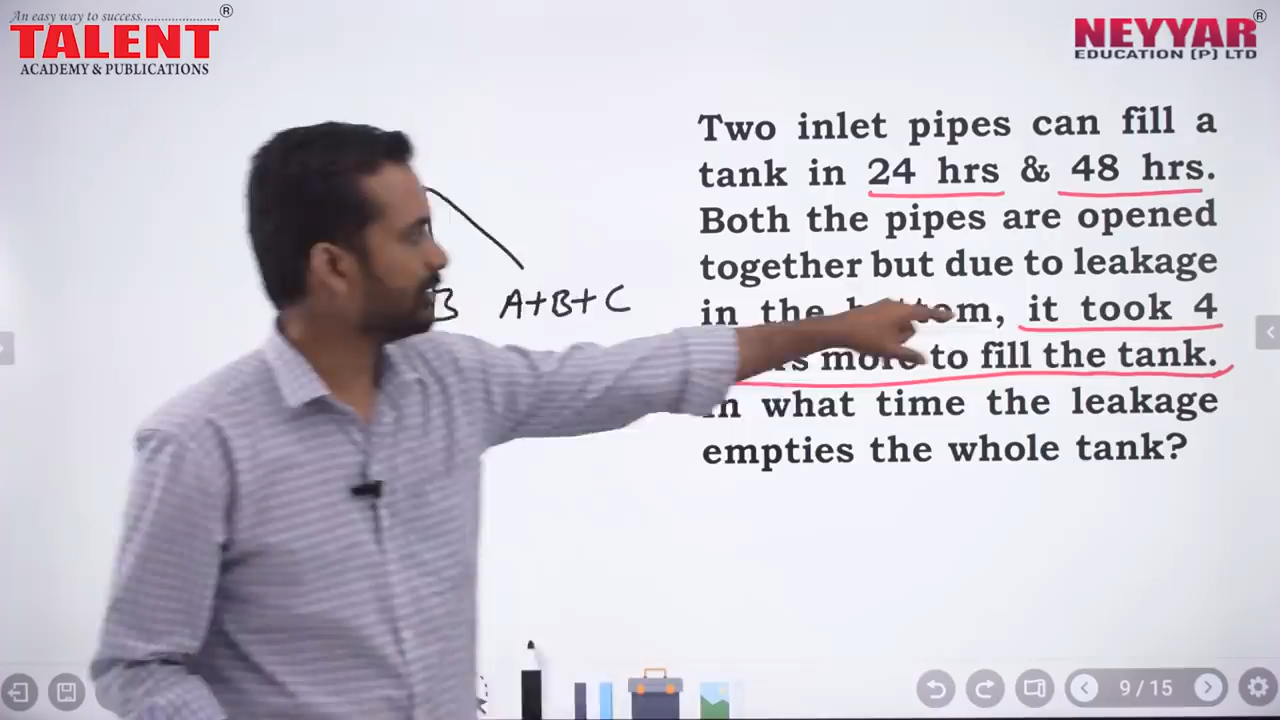 An easy way to success.......................
®
TALENT
ACADEMY & PUBLICATIONS
NEYYAR
®
EDUCATION (P) LTD
Two inlet pipes can fill a
tank in 24 hrs & 48 hrs.
Both the pipes are opened
together but due to leakage
in the bottom, it took 4
more to fill the tank.
In what time the leakage
empties the whole tank?
B A+B+C
9 / 15